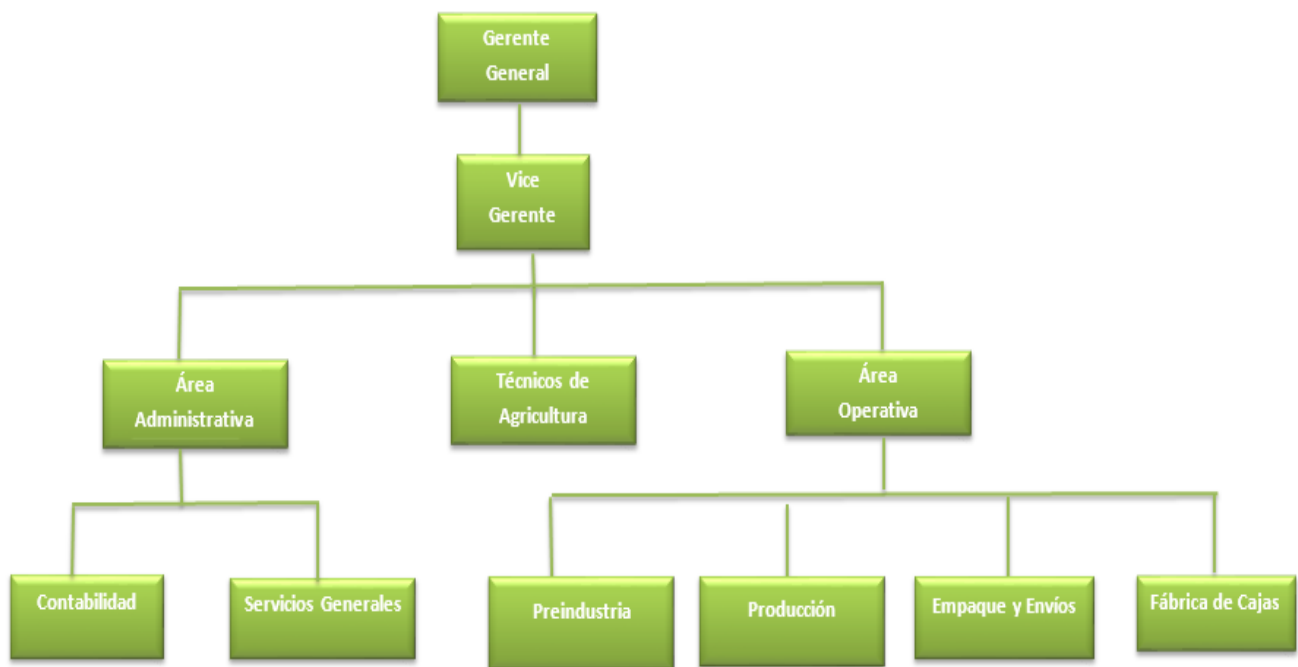 Gerente
General
Vice
Gerente
Área
Administrativa
Técnicos de
Agricultura
Área
Operativa
Contabilidad
Servicios Generales
Preindustria
Producción
Empaque y Envíos
Fábrica de Cajas